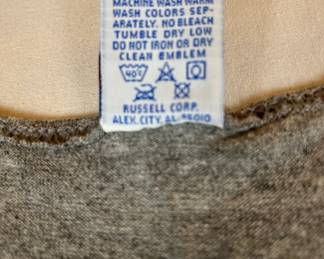 MACHINE WASH WARM
WASH COLORS SEP-
ARATELY. NO BLEACH
TUMBLE DRY LOW
DO NOT IRON OR DRY
CLEAN EMBLEM
40°
RUSSELL CORP.
ALEX. CITY, AL 35010